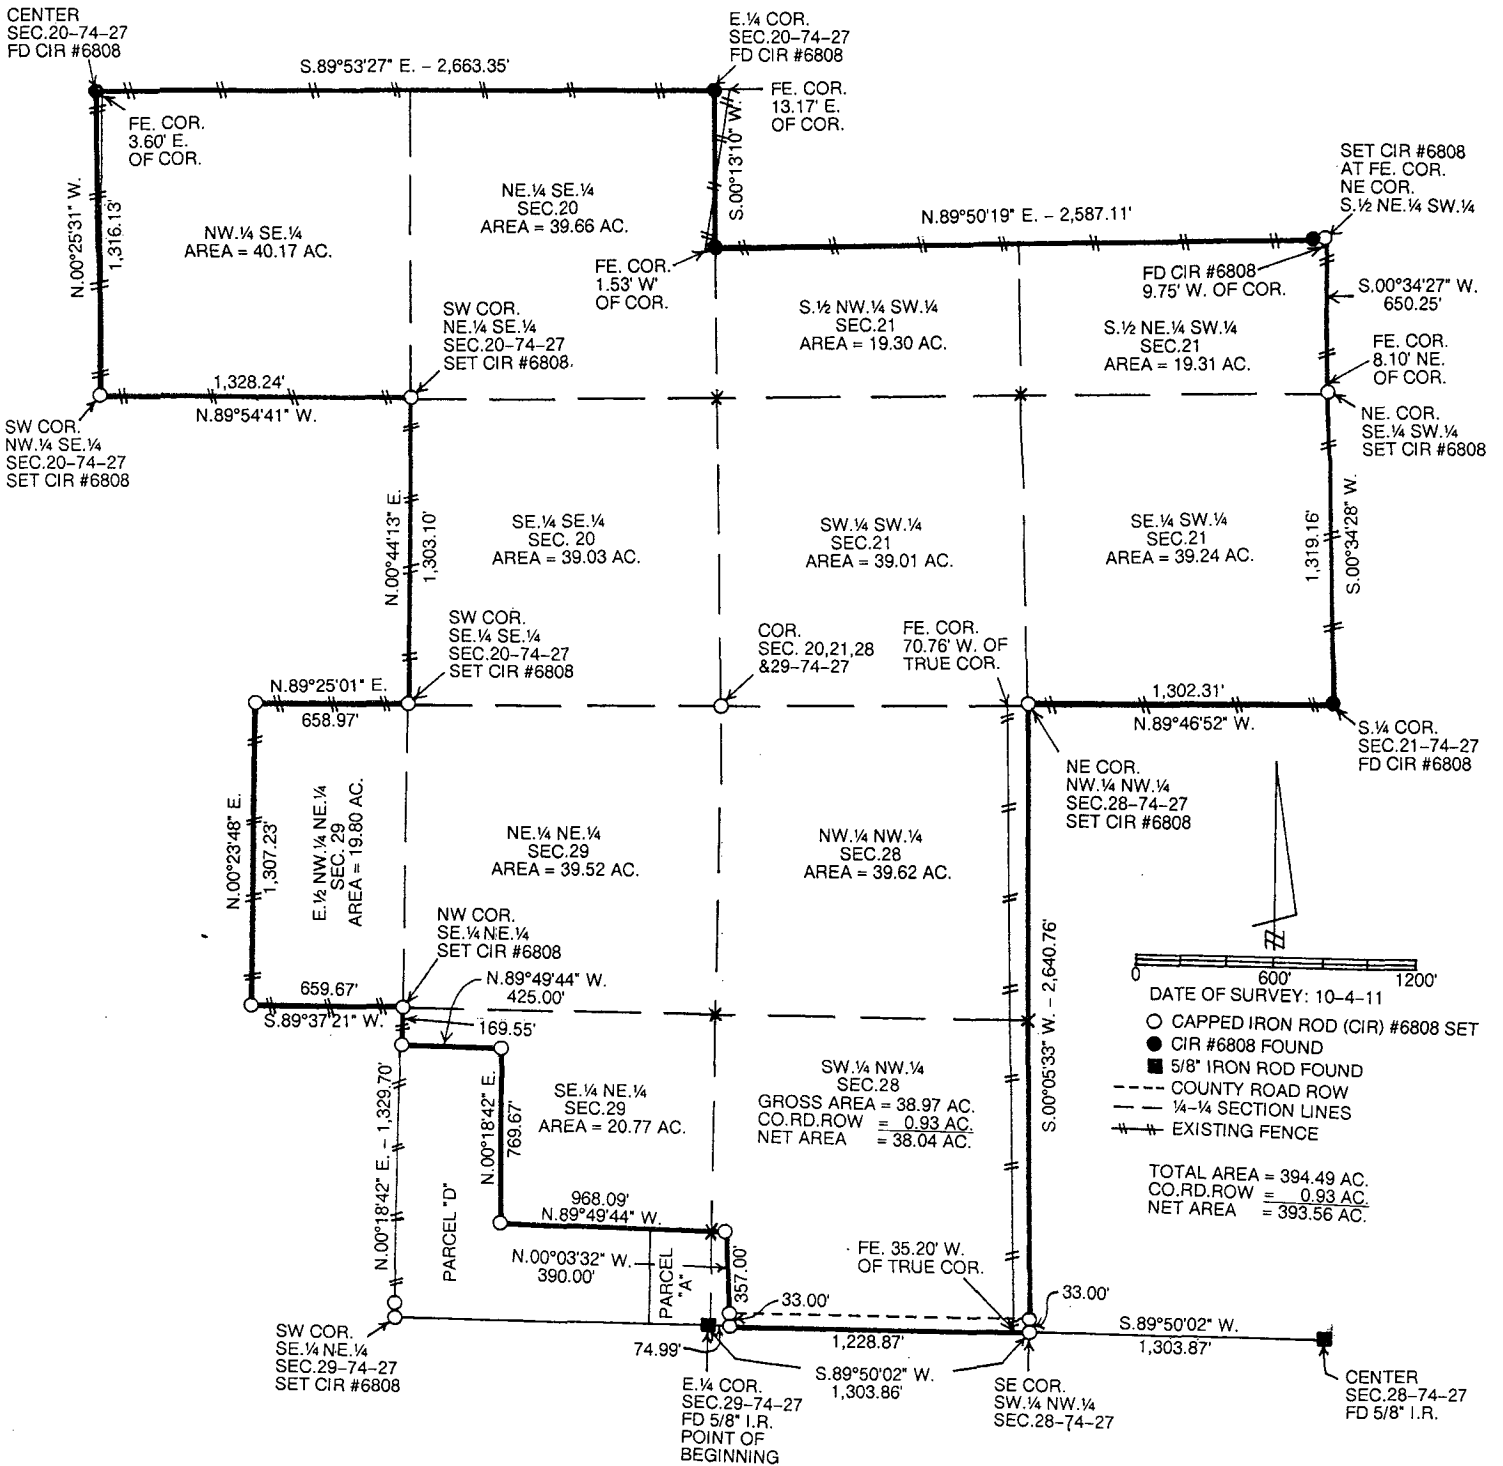 CENTER
SEC.20-74-27
FD CIR #6808
E.¼ COR.
SEC.20-74-27
FD CIR #6808
S.89°53'27" E. - 2,663.35'
FE. COR.
3.60' E.
OF COR.
FE. COR.
13.17' E.
OF COR.
S.00°13'10" W.
SET CIR #6808
AT FE. COR.
NE COR.
S.½ NE.¼ SW.¼
N.00°25'31" W.
1,316.13'
NW.¼ SE.¼
AREA = 40.17 AC.
NE.¼ SE.¼
SEC.20
AREA = 39.66 AC.
N.89°50'19" E. - 2,587.11'
FE. COR.
1.53' W'
OF COR.
FD CIR #6808
9.75' W. OF COR.
S.00°34'27" W.
650.25'
SW COR.
NE.¼ SE.¼
SEC.20-74-27
SET CIR #6808
S.½ NW.¼ SW.¼
SEC.21
AREA = 19.30 AC.
S.½ NE.¼ SW.¼
SEC.21
AREA = 19.31 AC.
FE. COR.
8.10' NE.
OF COR.
1,328.24'
N.89°54'41" W.
SW COR.
NW.¼ SE.¼
SEC.20-74-27
SET CIR #6808
NE. COR.
SE.¼ SW.¼
SET CIR #6808
N.00°44'13" E.
1,303.10'
SE.¼ SE.¼
SEC. 20
AREA = 39.03 AC.
SW.¼ SW.¼
SEC.21
AREA = 39.01 AC.
SE.¼ SW.¼
SEC.21
AREA = 39.24 AC.
1,319.16'
S.00°34'28" W.
SW COR.
SE.¼ SE.¼
SEC.20-74-27
SET CIR #6808
COR.
SEC. 20,21,28
&29-74-27
FE. COR.
70.76' W. OF
TRUE COR.
N.89°25'01" E.
658.97'
1,302.31'
N.89°46'52" W.
S.¼ COR.
SEC.21-74-27
FD CIR #6808
NE COR.
NW.¼ NW.¼
SEC.28-74-27
SET CIR #6808
N.00°23'48" E.
1,307.23'
E.½ NW.¼ NE.¼
SEC. 29
AREA = 19.80 AC.
NE.¼ NE.¼
SEC.29
AREA = 39.52 AC.
NW.¼ NW.¼
SEC.28
AREA = 39.62 AC.
NW COR.
SE.¼ NE.¼
SET CIR #6808
N.89°49'44" W.
425.00'
659.67'
S.89°37'21" W.
169.55'
S.00°05'33" W. - 2,640.76'
0
600'
1200'
DATE OF SURVEY: 10-4-11
CAPPED IRON ROD (CIR) #6808 SET
CIR #6808 FOUND
5/8" IRON ROD FOUND
COUNTY ROAD ROW
¼-¼ SECTION LINES
EXISTING FENCE
TOTAL AREA = 394.49 AC.
CO.RD.ROW = 0.93 AC.
NET AREA = 393.56 AC.
N.00°18'42" E. - 1,329.70'
N.00°18'42" E.
769.67'
SE.¼ NE.¼
SEC.29
AREA = 20.77 AC.
SW.¼ NW.¼
SEC.28
GROSS AREA = 38.97 AC.
CO.RD.ROW = 0.93 AC.
NET AREA = 38.04 AC.
PARCEL "D"
968.09'
N.89°49'44" W.
N.00°03'32" W.
390.00'
PARCEL
"A"
357.00'
FE. 35.20' W.
OF TRUE COR.
33.00'
33.00'
SW COR.
SE.¼ NE.¼
SEC.29-74-27
SET CIR #6808
74.99'
1,228.87'
S.89°50'02" W.
1,303.86'
S.89°50'02" W.
1,303.87'
E.¼ COR.
SEC.29-74-27
FD 5/8" I.R.
POINT OF
BEGINNING
SE COR.
SW.¼ NW.¼
SEC.28-74-27
CENTER
SEC.28-74-27
FD 5/8" I.R.